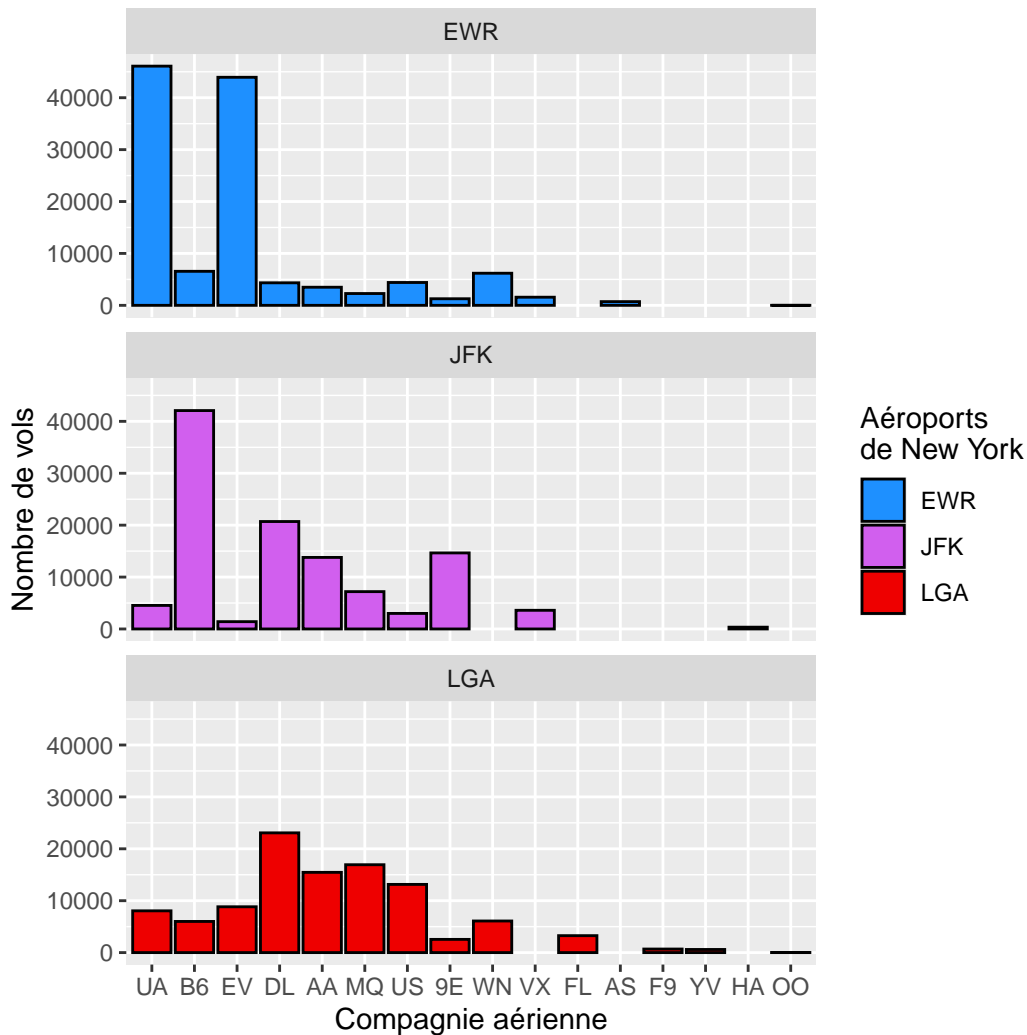 EWR
40000
30000
20000
10000
0
JFK
40000
30000
20000
10000
0
LGA
40000
30000
20000
10000
0
UA B6 EV DL AA MQ US 9E WN VX FL AS F9 YV HA OO
Compagnie aérienne
Nombre de vols
Aéroports
de New York
EWR
JFK
LGA